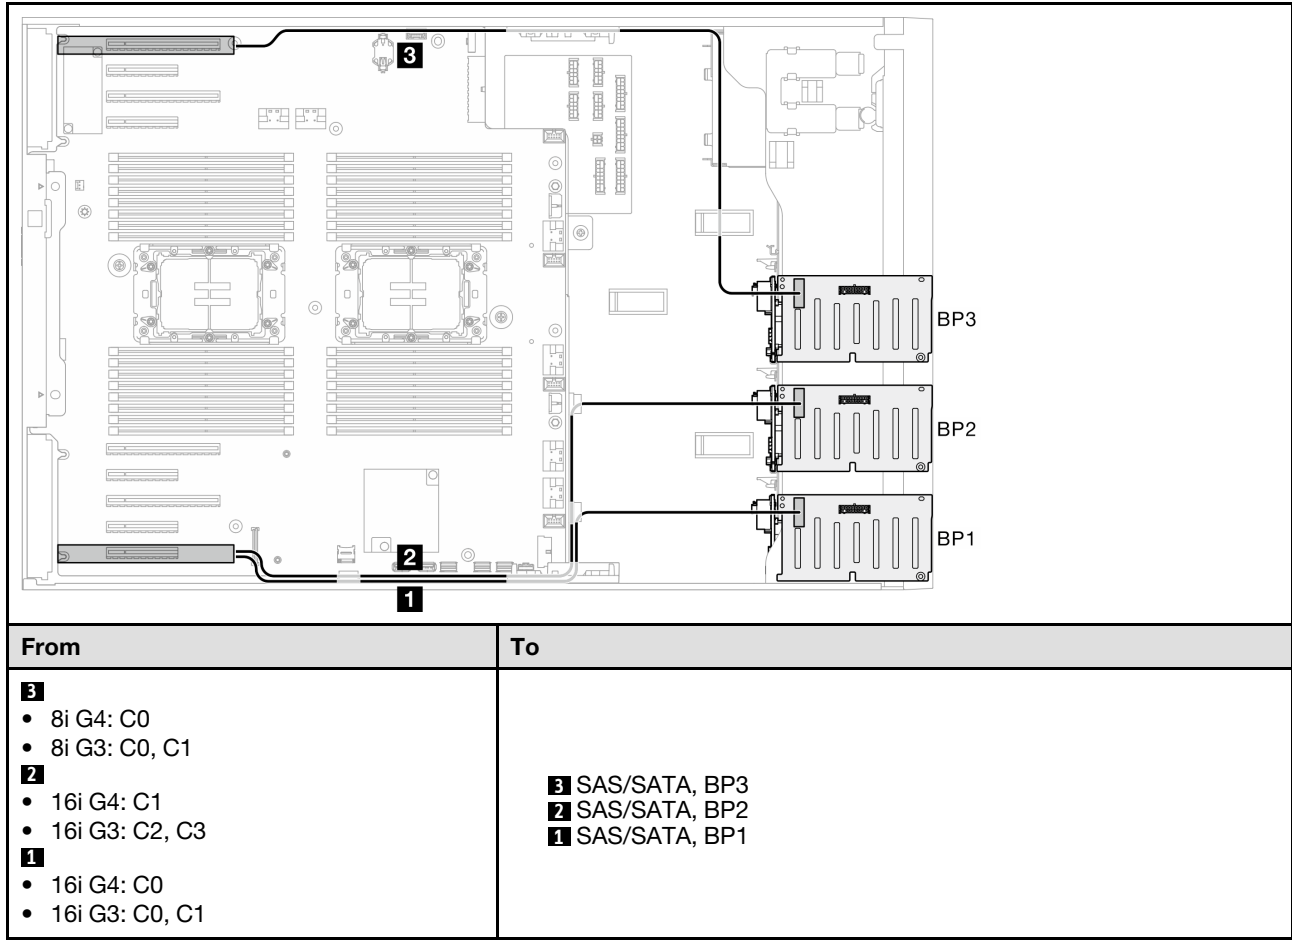 3
BP3
BP2
BP1
2
1
From
To
3
• 8i G4: C0
• 8i G3: C0, C1
2
• 16i G4: C1
• 16i G3: C2, C3
1
• 16i G4: C0
• 16i G3: C0, C1
3 SAS/SATA, BP3
2 SAS/SATA, BP2
1 SAS/SATA, BP1